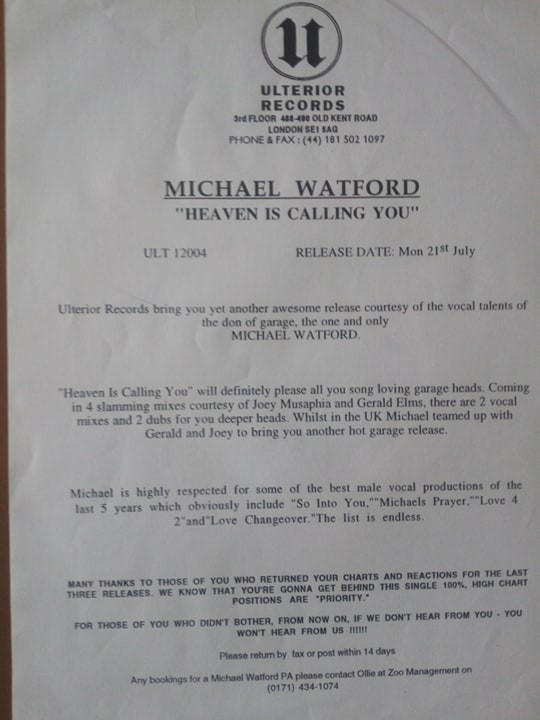 u
ULTERIOR
RECORDS
3rd FLOOR 488-490 OLD KENT ROAD
LONDON SE1 5AG
PHONE & FAX : (44) 181 502 1097
MICHAEL WATFORD
"HEAVEN IS CALLING YOU"
ULT 12004 RELEASE DATE: Mon 21st July
Ulterior Records bring you yet another awesome release courtesy of the vocal talents of
the don of garage, the one and only
MICHAEL WATFORD.
"Heaven Is Calling You" will definitely please all you song loving garage heads. Coming
in 4 slamming mixes courtesy of Joey Musaphia and Gerald Elms, there are 2 vocal
mixes and 2 dubs for you deeper heads. Whilst in the UK Michael teamed up with
Gerald and Joey to bring you another hot garage release.
Michael is highly respected for some of the best male vocal productions of the
last 5 years which obviously include "So Into You,""Michaels Prayer,""Love 4
2"and"Love Changeover."The list is endless.
MANY THANKS TO THOSE OF YOU WHO RETURNED YOUR CHARTS AND REACTIONS FOR THE LAST
THREE RELEASES. WE KNOW THAT YOU'RE GONNA GET BEHIND THIS SINGLE 100%, HIGH CHART
POSITIONS ARE "PRIORITY."
FOR THOSE OF YOU WHO DIDN'T BOTHER, FROM NOW ON, IF WE DON'T HEAR FROM YOU - YOU
WON'T HEAR FROM US !!!!!!
Please return by fax or post within 14 days
Any bookings for a Michael Watford PA please contact Ollie at Zoo Management on
(0171) 434-1074